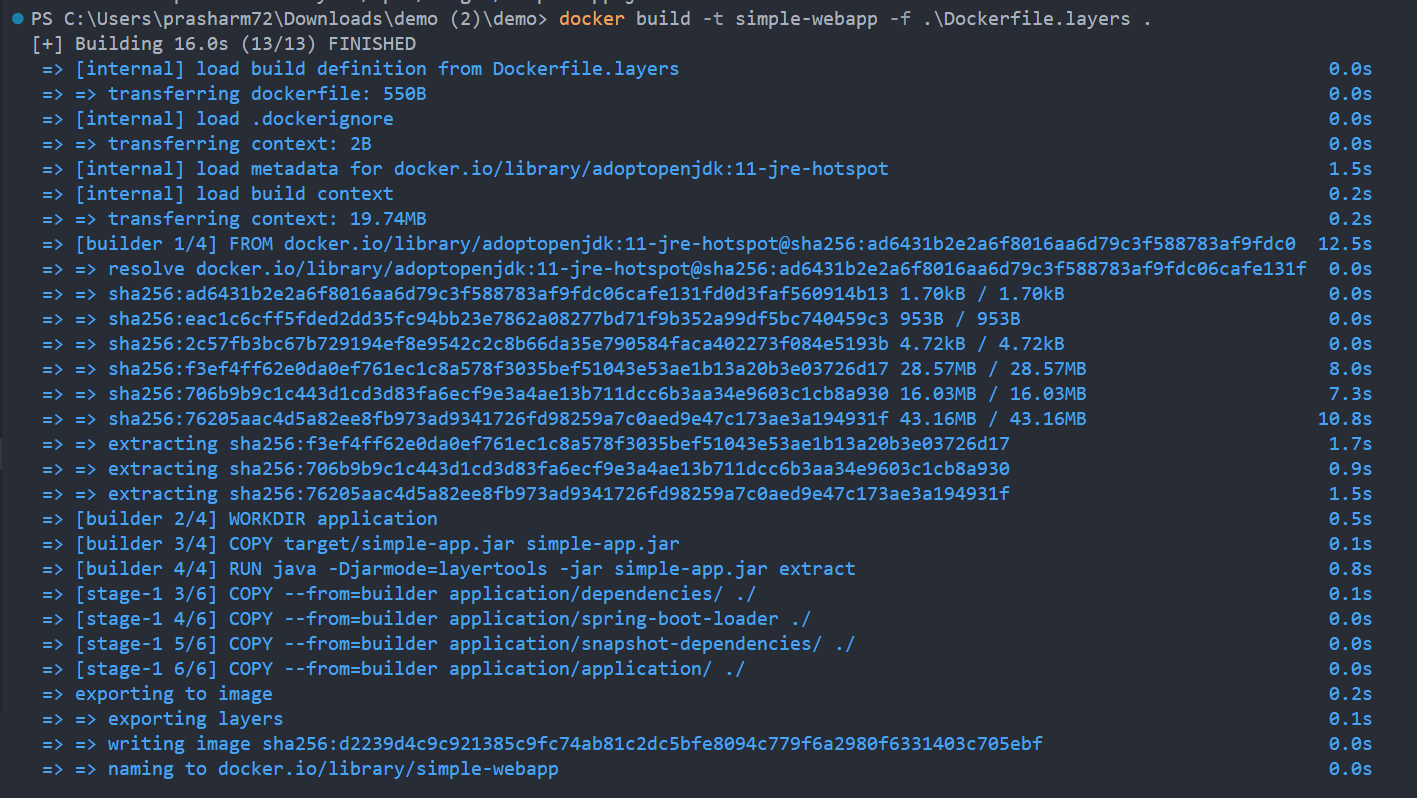 PS C:\Users\prasharm72\Downloads\demo (2)\demo> docker build -t simple-webapp -f .\Dockerfile.layers .
[+] Building 16.0s (13/13) FINISHED
=> [internal] load build definition from Dockerfile.layers 0.0s
=> => transferring dockerfile: 550B 0.0s
=> [internal] load .dockerignore 0.0s
=> => transferring context: 2B 0.0s
=> [internal] load metadata for docker.io/library/adoptopenjdk:11-jre-hotspot 1.5s
=> [internal] load build context 0.2s
=> => transferring context: 19.74MB 0.2s
=> [builder 1/4] FROM docker.io/library/adoptopenjdk:11-jre-hotspot@sha256:ad6431b2e2a6f8016aa6d79c3f588783af9fdc0 12.5s
=> => resolve docker.io/library/adoptopenjdk:11-jre-hotspot@sha256:ad6431b2e2a6f8016aa6d79c3f588783af9fdc06cafe131f 0.0s
=> => sha256:ad6431b2e2a6f8016aa6d79c3f588783af9fdc06cafe131fd0d3faf560914b13 1.70kB / 1.70kB 0.0s
=> => sha256:eac1c6cff5fded2dd35fc94bb23e7862a08277bd71f9b352a99df5bc740459c3 953B / 953B 0.0s
=> => sha256:2c57fb3bc67b729194ef8e9542c2c8b66da35e790584faca402273f084e5193b 4.72kB / 4.72kB 0.0s
=> => sha256:f3ef4ff62e0da0ef761ec1c8a578f3035bef51043e53ae1b13a20b3e03726d17 28.57MB / 28.57MB 8.0s
=> => sha256:706b9b9c1c443d1cd3d83fa6ecf9e3a4ae13b711dcc6b3aa34e9603c1cb8a930 16.03MB / 16.03MB 7.3s
=> => sha256:76205aac4d5a82ee8fb973ad9341726fd98259a7c0aed9e47c173ae3a194931f 43.16MB / 43.16MB 10.8s
=> => extracting sha256:f3ef4ff62e0da0ef761ec1c8a578f3035bef51043e53ae1b13a20b3e03726d17 1.7s
=> => extracting sha256:706b9b9c1c443d1cd3d83fa6ecf9e3a4ae13b711dcc6b3aa34e9603c1cb8a930 0.9s
=> => extracting sha256:76205aac4d5a82ee8fb973ad9341726fd98259a7c0aed9e47c173ae3a194931f 1.5s
=> [builder 2/4] WORKDIR application 0.5s
=> [builder 3/4] COPY target/simple-app.jar simple-app.jar 0.1s
=> [builder 4/4] RUN java -Djarmode=layertools -jar simple-app.jar extract 0.8s
=> [stage-1 3/6] COPY --from=builder application/dependencies/ ./ 0.1s
=> [stage-1 4/6] COPY --from=builder application/spring-boot-loader ./ 0.0s
=> [stage-1 5/6] COPY --from=builder application/snapshot-dependencies/ ./ 0.0s
=> [stage-1 6/6] COPY --from=builder application/application/ ./ 0.0s
=> exporting to image 0.2s
=> => exporting layers 0.1s
=> => writing image sha256:d2239d4c9c921385c9fc74ab81c2dc5bfe8094c779f6a2980f6331403c705ebf 0.0s
=> => naming to docker.io/library/simple-webapp 0.0s